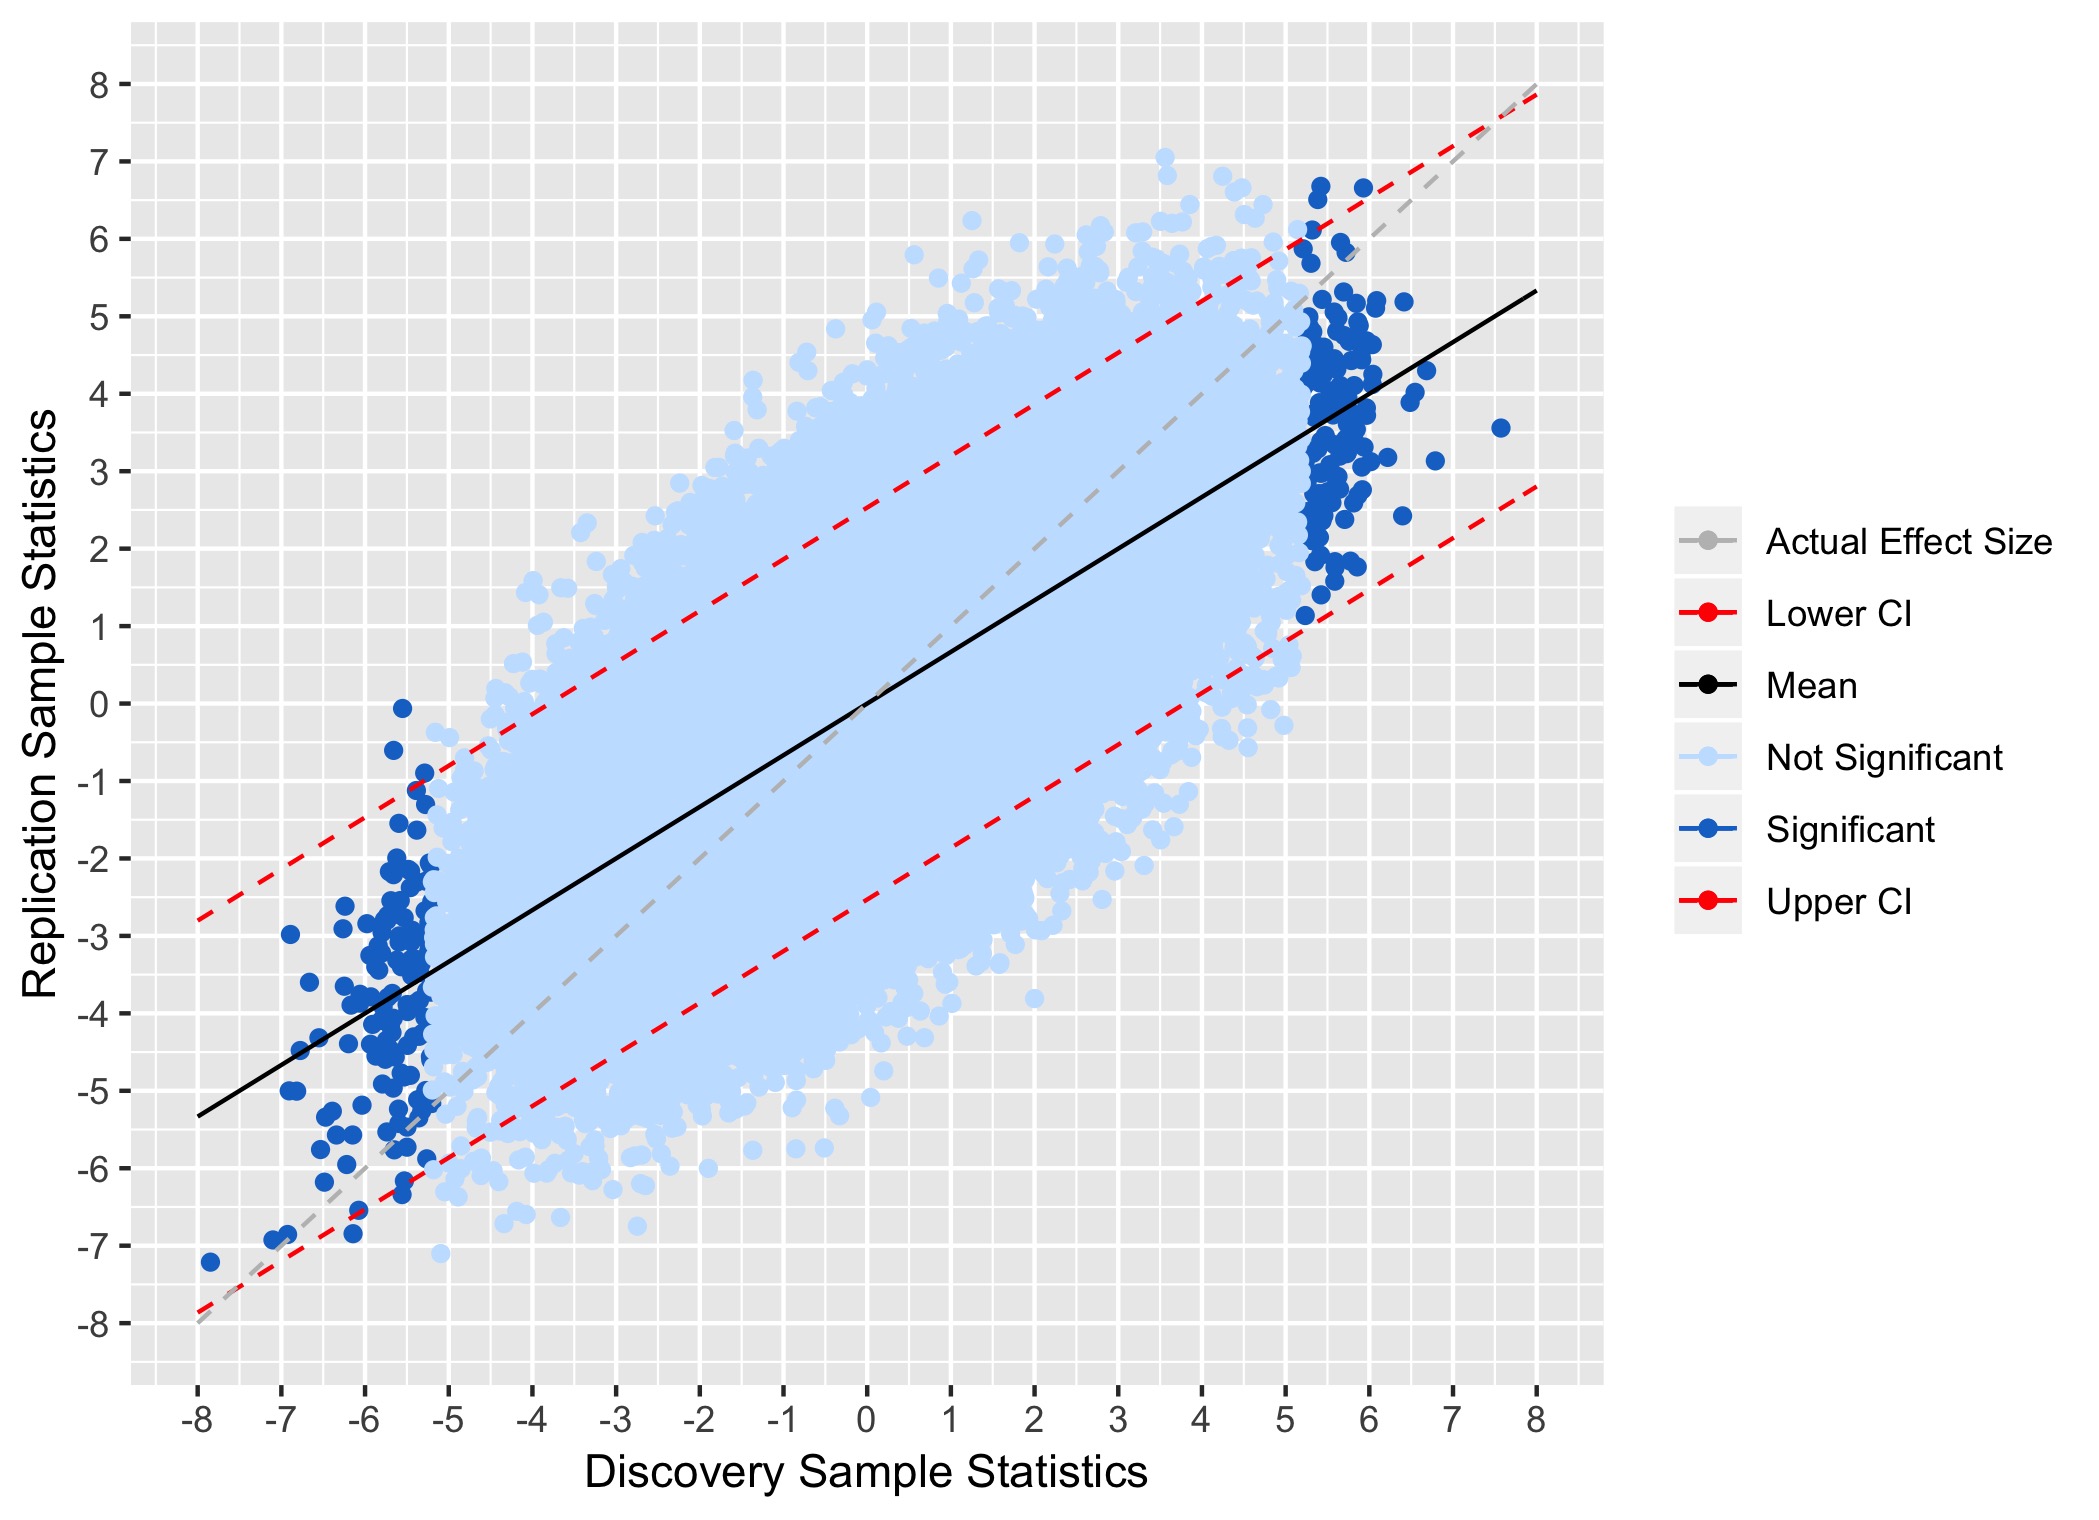 8
7
6
5
4
3
2
1
0
-1
-2
-3
-4
-5
-6
-7
-8
Replication Sample Statistics
-8 -7 -6 -5 -4 -3 -2 -1 0 1 2 3 4 5 6 7 8
Discovery Sample Statistics
Actual Effect Size
Lower CI
Mean
Not Significant
Significant
Upper CI